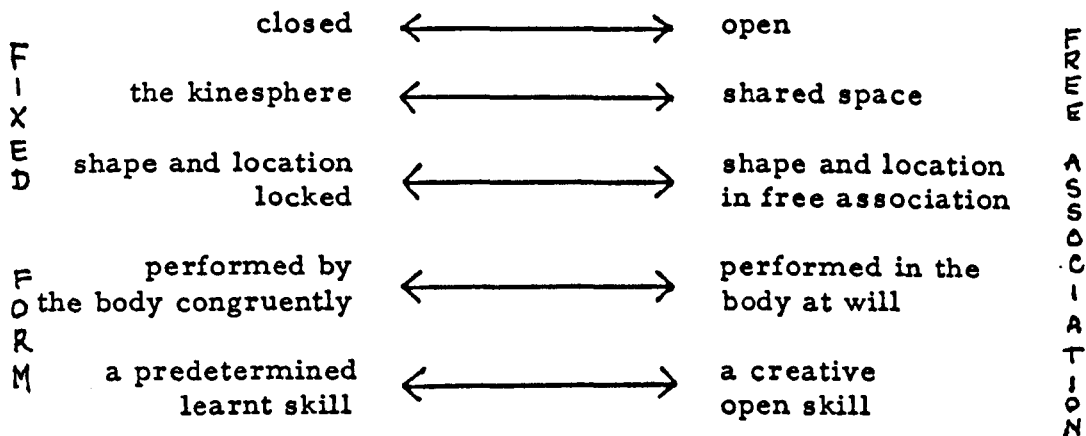 FIXED FORM
closed
open
the kinesphere
shared space
shape and location
locked
shape and location
in free association
performed by
the body congruently
performed in the
body at will
a predetermined
learnt skill
a creative
open skill
FREE ASSOCIATION